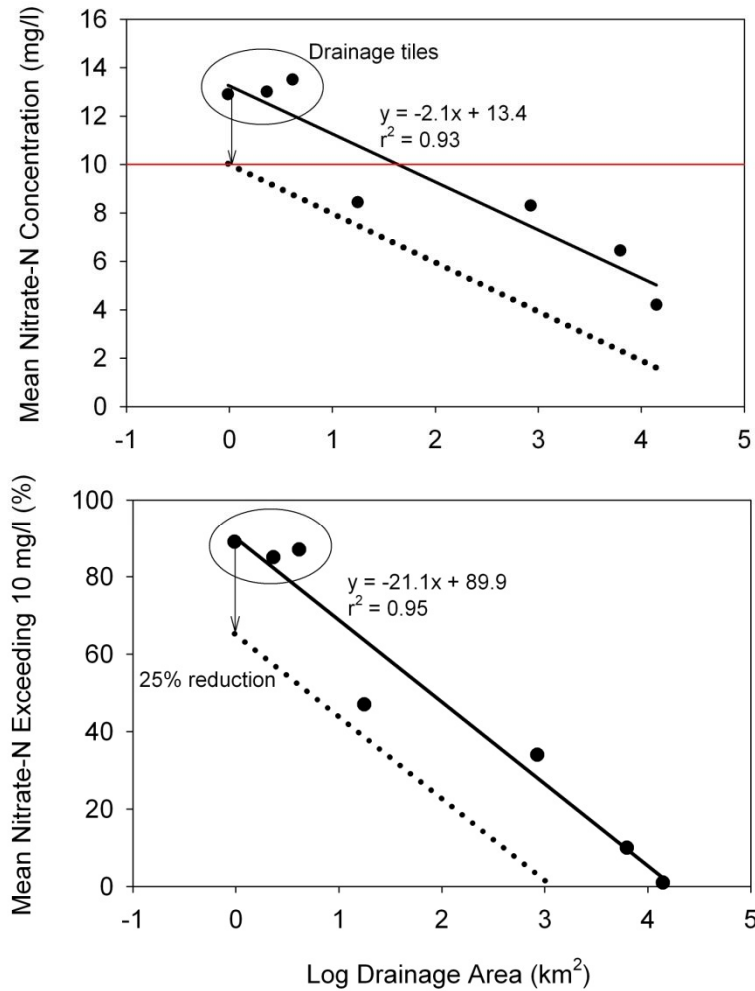 Mean Nitrate-N Concentration (mg/l)
16
14
12
10
8
6
4
2
0
Drainage tiles
y = -2.1x + 13.4
r² = 0.93
-1 0 1 2 3 4 5
Mean Nitrate-N Exceeding 10 mg/l (%)
100
80
60
40
20
0
y = -21.1x + 89.9
r² = 0.95
25% reduction
-1 0 1 2 3 4 5
Log Drainage Area (km²)